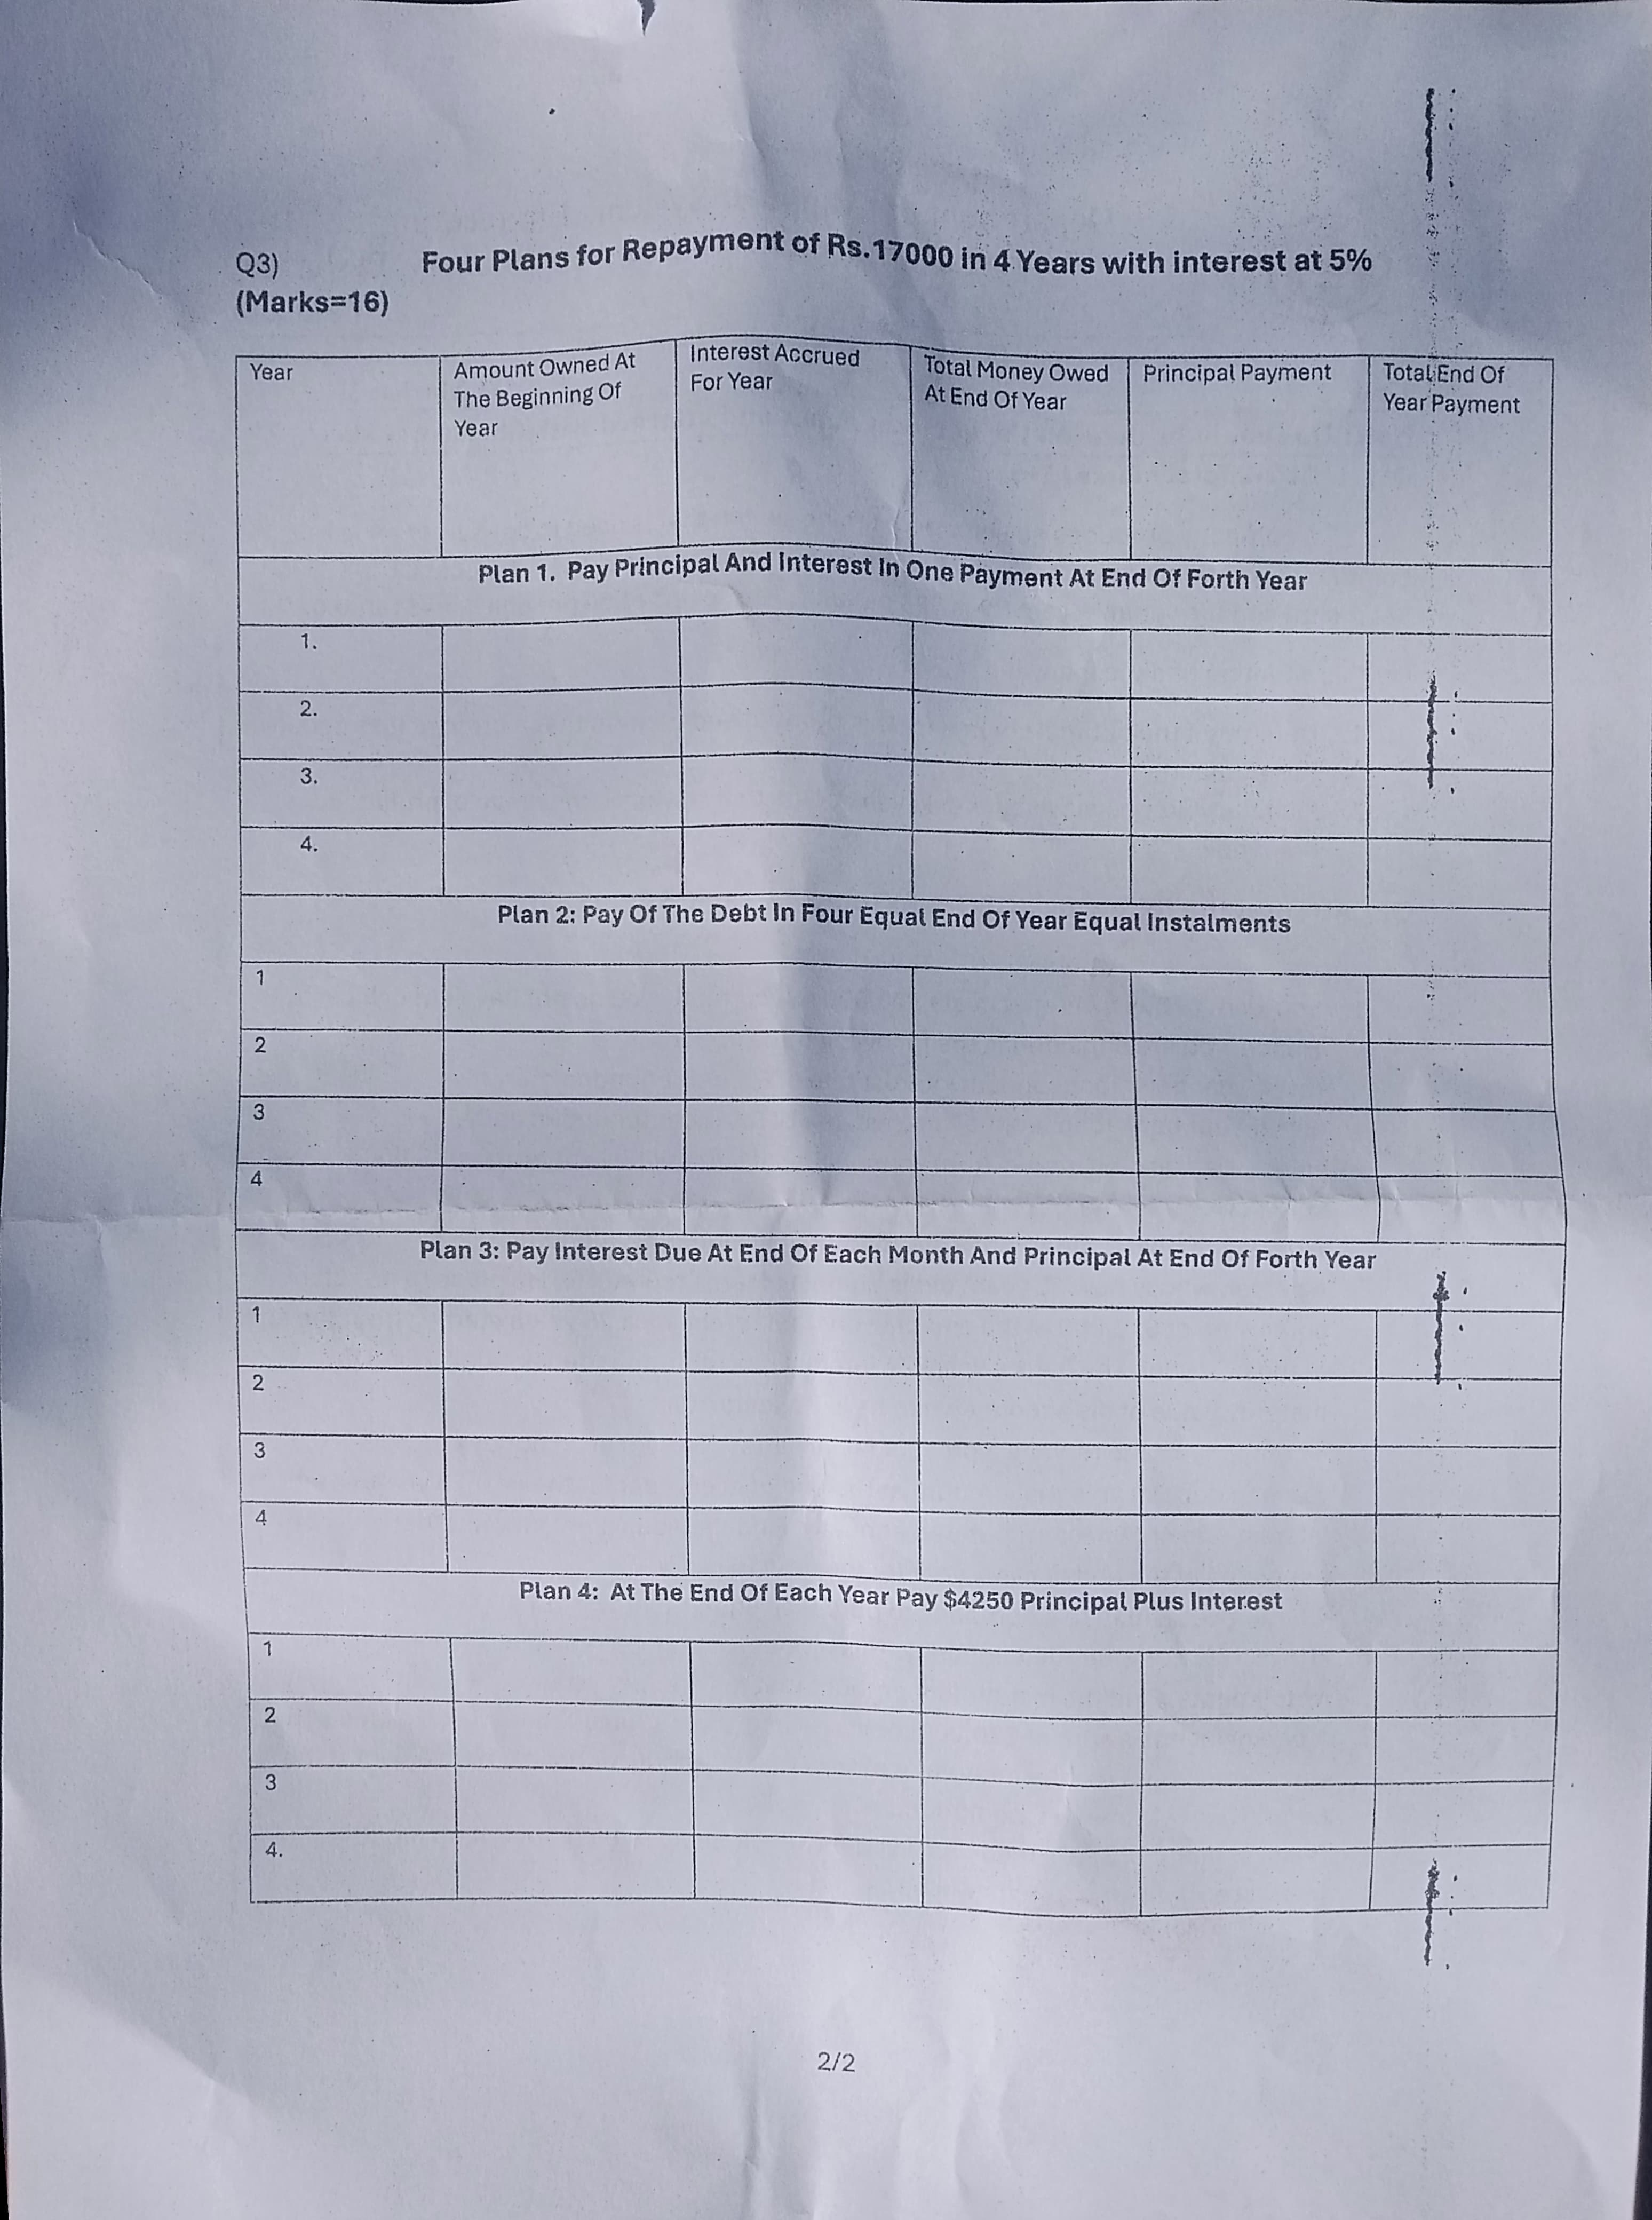 Q3) Four Plans for Repayment of Rs.17000 in 4 Years with interest at 5%
(Marks=16)
Year
Amount Owned At
The Beginning Of
Year
Interest Accrued
For Year
Total Money Owed
At End Of Year
Principal Payment
Total End Of
Year Payment
Plan 1. Pay Principal And Interest In One Payment At End Of Forth Year
1.
2.
3.
4.
Plan 2: Pay Of The Debt In Four Equal End Of Year Equal Instalments
1
2
3
4
Plan 3: Pay Interest Due At End Of Each Month And Principal At End Of Forth Year
1
2
3
4
Plan 4: At The End Of Each Year Pay $4250 Principal Plus Interest
1
2
3
4.
2/2